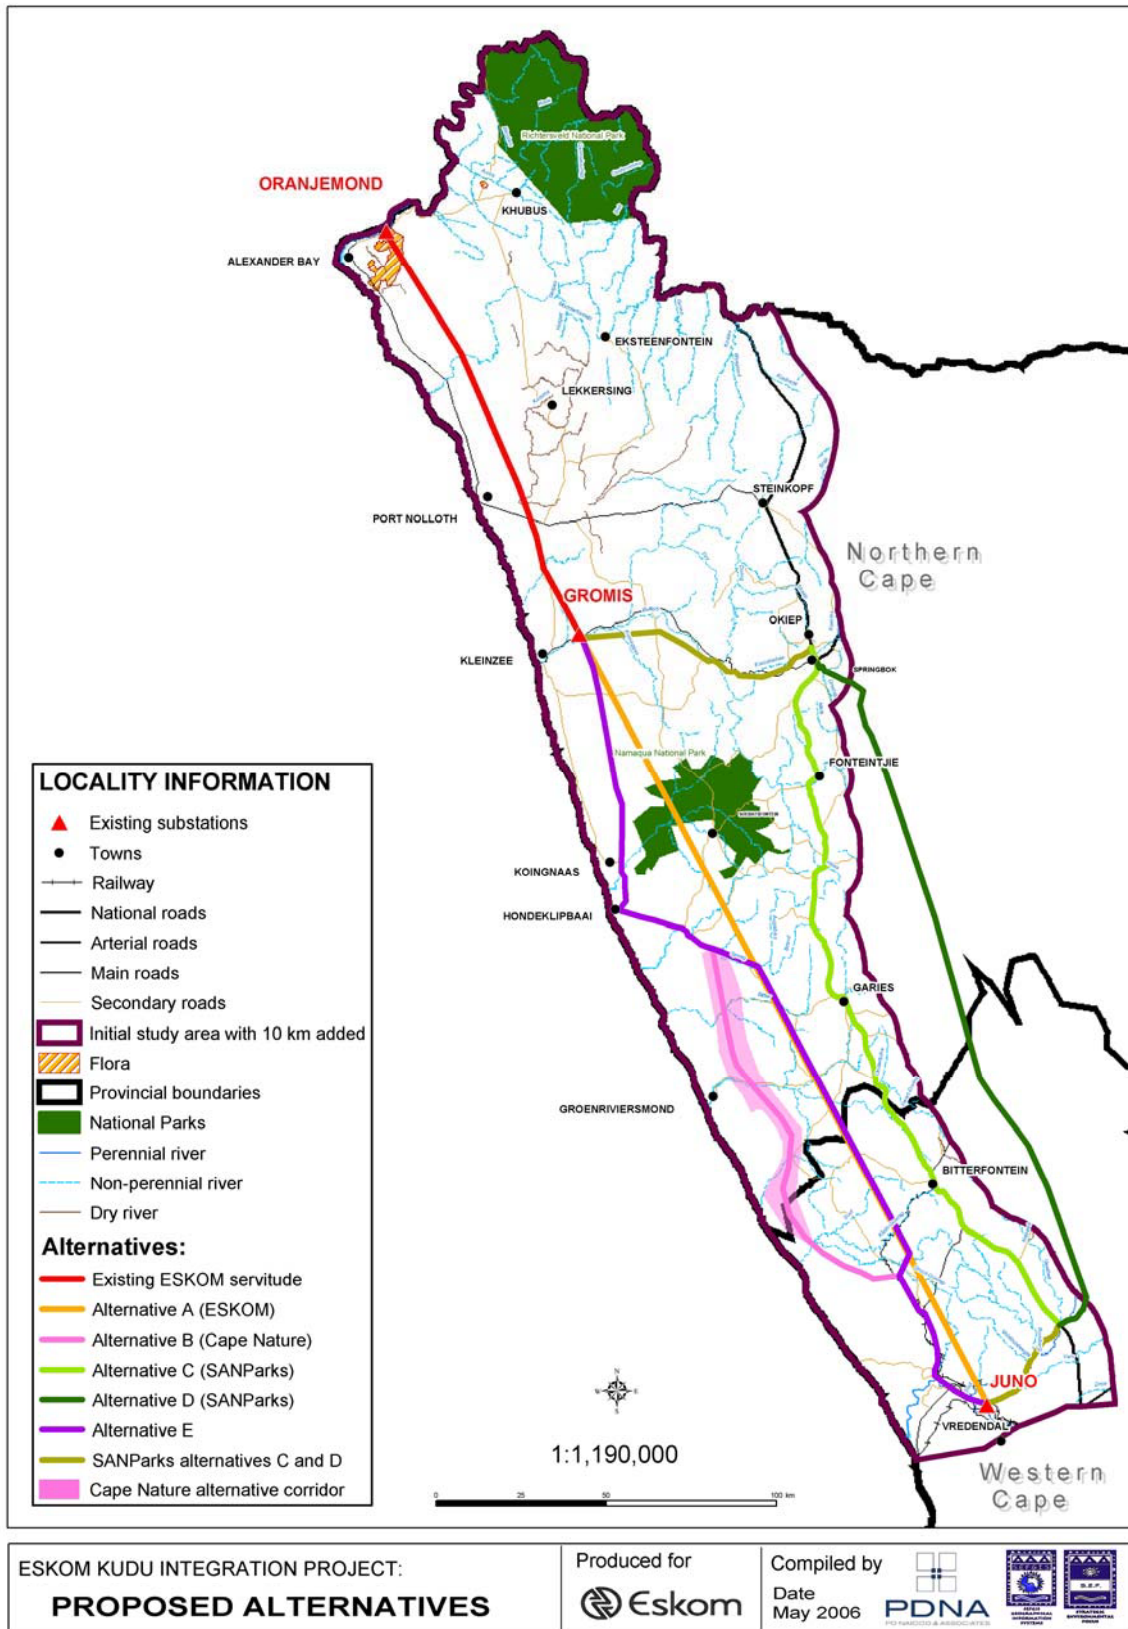 Richtersveld National Park
ORANJEMOND
KHUBUS
ALEXANDER BAY
EKSTEENFONTEIN
LEKKERSING
STEINKOPF
PORT NOLLOTH
Northern
Cape
GROMIS
OKIEP
KLEINZEE
SPRINGBOK
Namaqua National Park
FONTEINTJIE
KOINGNAAS
HONDEKLIPBAAI
GARIES
GROENRIVIERSMOND
BITTERFONTEIN
JUNO
VREDENDAL
Western
Cape
LOCALITY INFORMATION
Existing substations
Towns
Railway
National roads
Arterial roads
Main roads
Secondary roads
Initial study area with 10 km added
Flora
Provincial boundaries
National Parks
Perennial river
Non-perennial river
Dry river
Alternatives:
Existing ESKOM servitude
Alternative A (ESKOM)
Alternative B (Cape Nature)
Alternative C (SANParks)
Alternative D (SANParks)
Alternative E
SANParks alternatives C and D
Cape Nature alternative corridor
N
W E
S
1:1,190,000
0 25 50 100 km
ESKOM KUDU INTEGRATION PROJECT:
PROPOSED ALTERNATIVES
Produced for
Eskom
Compiled by
Date
May 2006
PDNA
PD NAIDOO & ASSOCIATES